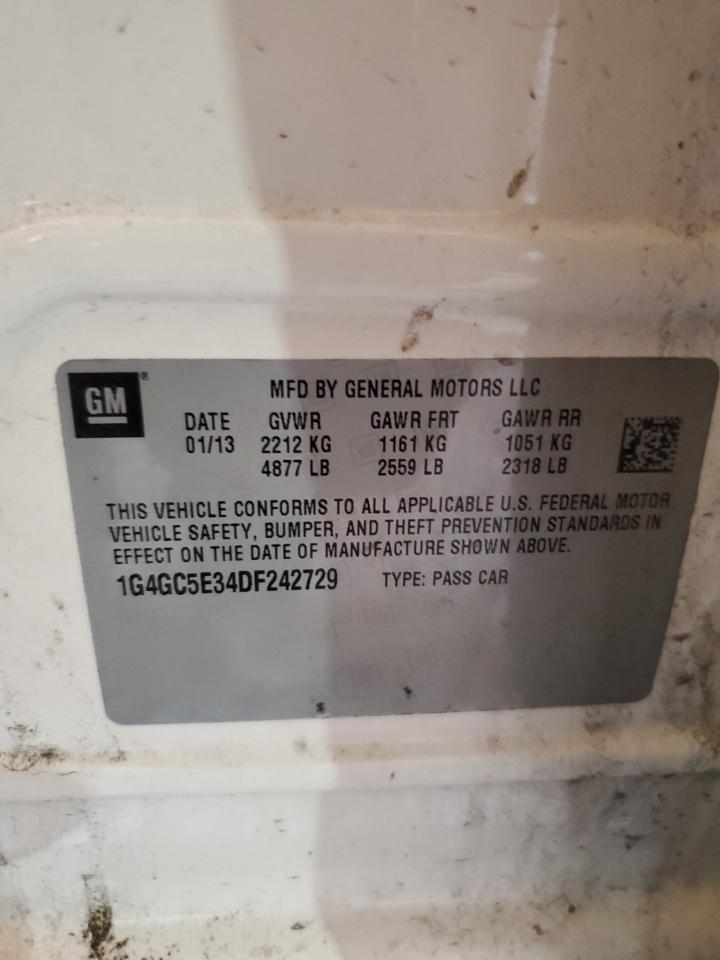 GM®
MFD BY GENERAL MOTORS LLC
DATE GVWR GAWR FRT GAWR RR
01/13 2212 KG 1161 KG 1051 KG
4877 LB 2559 LB 2318 LB
THIS VEHICLE CONFORMS TO ALL APPLICABLE U.S. FEDERAL MOTOR
VEHICLE SAFETY, BUMPER, AND THEFT PREVENTION STANDARDS IN
EFFECT ON THE DATE OF MANUFACTURE SHOWN ABOVE.
1G4GC5E34DF242729 TYPE: PASS CAR